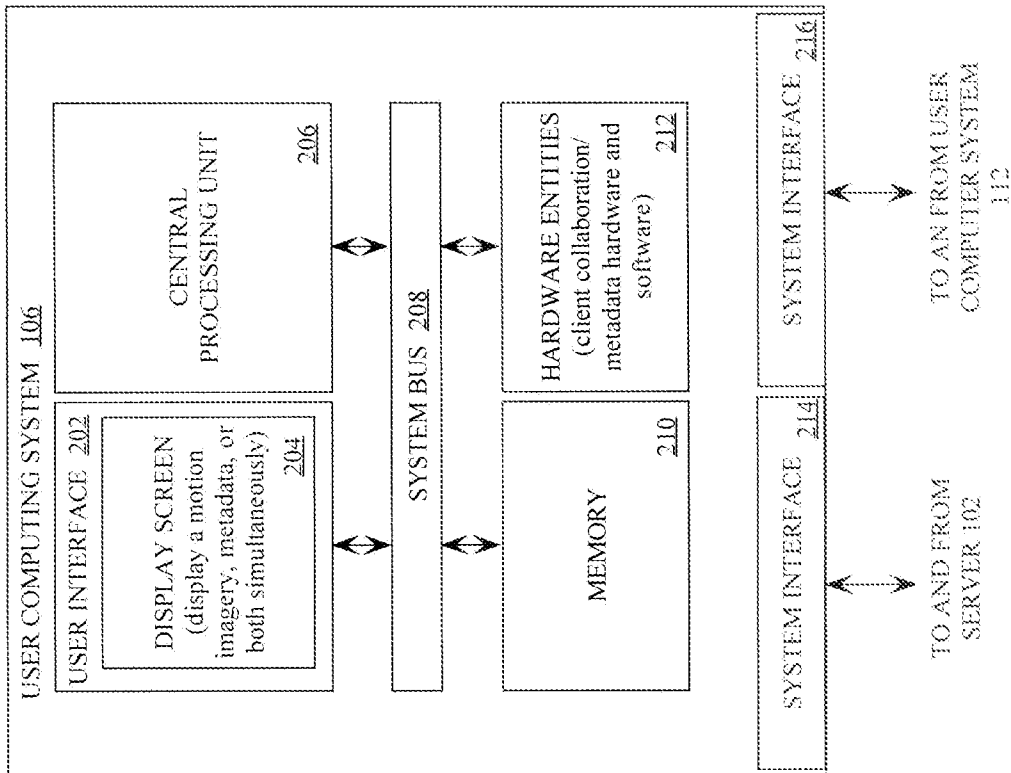 USER COMPUTING SYSTEM 106
USER INTERFACE 202
DISPLAY SCREEN
(display a motion
imagery, metadata, or
both simultaneously)
204
CENTRAL
PROCESSING UNIT
206
SYSTEM BUS 208
MEMORY
210
HARDWARE ENTITIES
(client collaboration/
metadata hardware and
software)
212
SYSTEM INTERFACE
214
SYSTEM INTERFACE
216
TO AND FROM
SERVER 102
TO AN FROM USER
COMPUTER SYSTEM
112